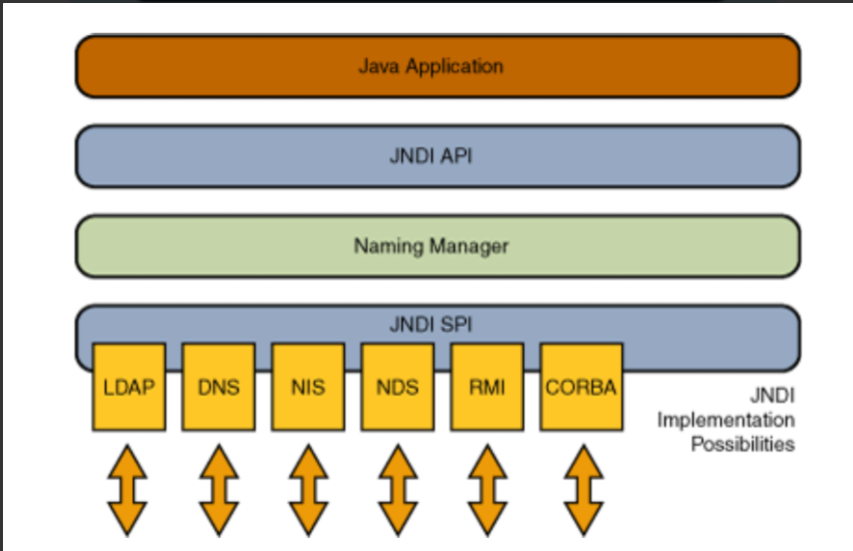 Java Application
JNDI API
Naming Manager
JNDI SPI
LDAP DNS NIS NDS RMI CORBA
JNDI
Implementation
Possibilities